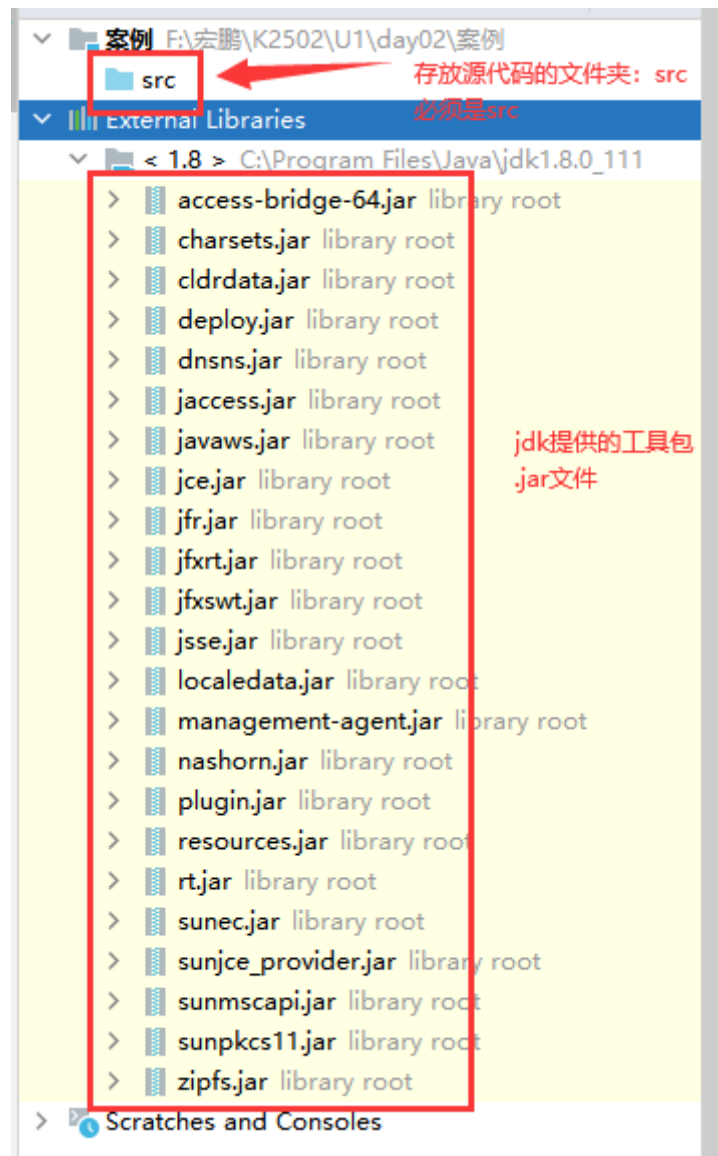 案例 F:\宏鹏\K2502\U1\day02\案例
src
存放源代码的文件夹：src
必须是src
External Libraries
< 1.8 > C:\Program Files\Java\jdk1.8.0_111
access-bridge-64.jar library root
charsets.jar library root
cldrdata.jar library root
deploy.jar library root
dnsns.jar library root
jaccess.jar library root
javaws.jar library root
jdk提供的工具包
jce.jar library root
.jar文件
jfr.jar library root
jfxrt.jar library root
jfxswt.jar library root
jsse.jar library root
localedata.jar library root
management-agent.jar library root
nashorn.jar library root
plugin.jar library root
resources.jar library root
rt.jar library root
sunec.jar library root
sunjce_provider.jar library root
sunmscapi.jar library root
sunpkcs11.jar library root
zipfs.jar library root
Scratches and Consoles